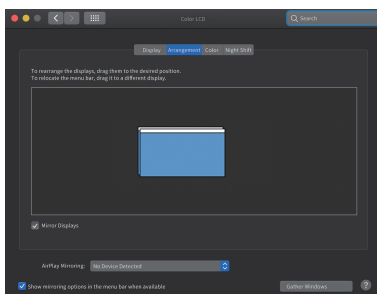 Color LCD
Search
Display Arrangement Color Night Shift
To rearrange the displays, drag them to the desired position.
To relocate the menu bar, drag it to a different display.
Mirror Displays
AirPlay Mirroring: No Device Detected
Show mirroring options in the menu bar when available
Gather Windows ?